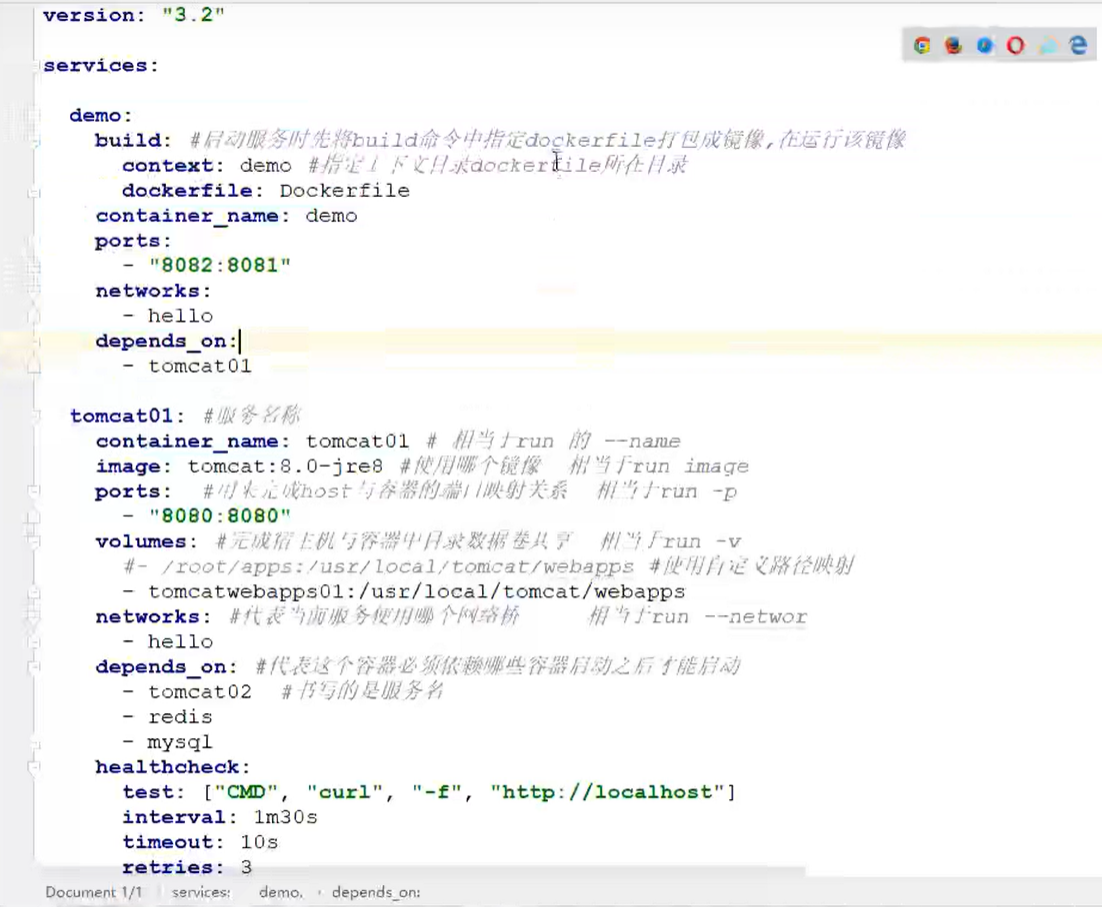 version: "3.2"
services:
demo:
build: #启动服务时先将build命令中指定dockerfile打包成镜像,在运行该镜像
context: demo #指定上下文目录dockerfile所在目录
dockerfile: Dockerfile
container_name: demo
ports:
- "8082:8081"
networks:
- hello
depends_on:
- tomcat01
tomcat01: #服务名称
container_name: tomcat01 # 相当于run 的 --name
image: tomcat:8.0-jre8 #使用哪个镜像 相当于run image
ports: #用来完成host与容器的端口映射关系 相当于run -p
- "8080:8080"
volumes: #完成宿主机与容器中目录数据卷共享 相当于run -v
#- /root/apps:/usr/local/tomcat/webapps #使用自定义路径映射
- tomcatwebapps01:/usr/local/tomcat/webapps
networks: #代表当前服务使用哪个网络桥 相当于run --networ
- hello
depends_on: #代表这个容器必须依赖哪些容器启动之后才能启动
- tomcat02 #书写的是服务名
- redis
- mysql
healthcheck:
test: ["CMD", "curl", "-f", "http://localhost"]
interval: 1m30s
timeout: 10s
retries: 3
Document 1/1 services: demo: depends_on: